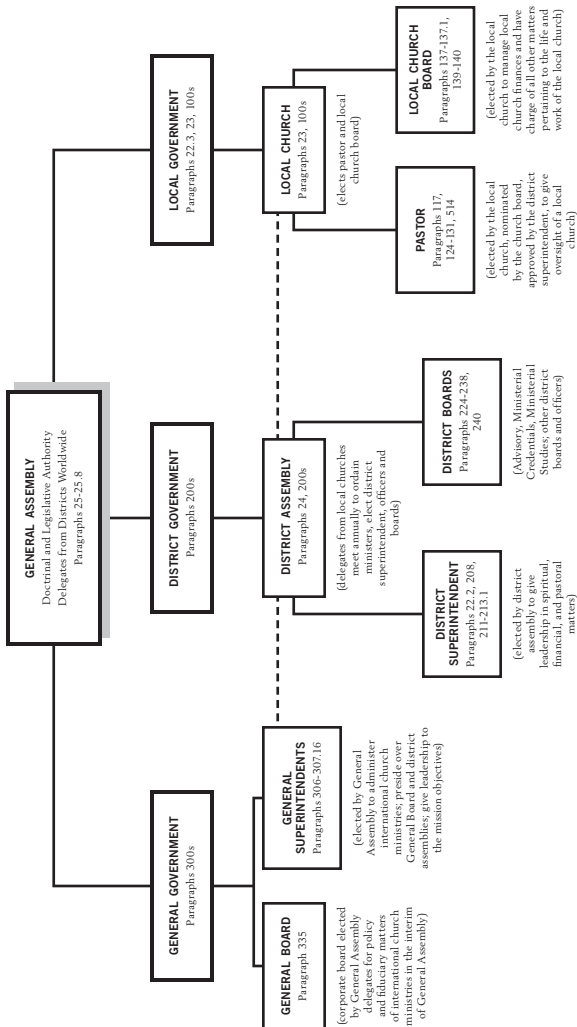 GENERAL ASSEMBLY
Doctrinal and Legislative Authority
Delegates from Districts Worldwide
Paragraphs 25-25.8
GENERAL GOVERNMENT
Paragraphs 300s
DISTRICT GOVERNMENT
Paragraphs 200s
LOCAL GOVERNMENT
Paragraphs 22.3, 23, 100s
GENERAL BOARD
Paragraph 335
(corporate board elected
by General Assembly
delegates for policy
and fiduciary matters
of international church
ministries in the interim
of General Assembly)
GENERAL
SUPERINTENDENTS
Paragraphs 306-307.16
(elected by General
Assembly to administer
international church
ministries; preside over
General Board and district
assemblies; give leadership to
the mission objectives)
DISTRICT ASSEMBLY
Paragraphs 24, 200s
(delegates from local churches
meet annually to ordain
ministers, elect district
superintendent, officers and
boards)
LOCAL CHURCH
Paragraphs 23, 100s
(elects pastor and local
church board)
DISTRICT
SUPERINTENDENT
Paragraphs 22.2, 208,
211-213.1
(elected by district
assembly to give
leadership in spiritual,
financial, and pastoral
matters)
DISTRICT BOARDS
Paragraphs 224-238,
240
(Advisory, Ministerial
Credentials, Ministerial
Studies; other district
boards and officers)
PASTOR
Paragraphs 117,
124-131, 514
(elected by the local
church, nominated
by the church board,
approved by the district
superintendent, to give
oversight of a local
church)
LOCAL CHURCH
BOARD
Paragraphs 137-137.1,
139-140
(elected by the local
church to manage local
church finances and have
charge of all other matters
pertaining to the life and
work of the local church)